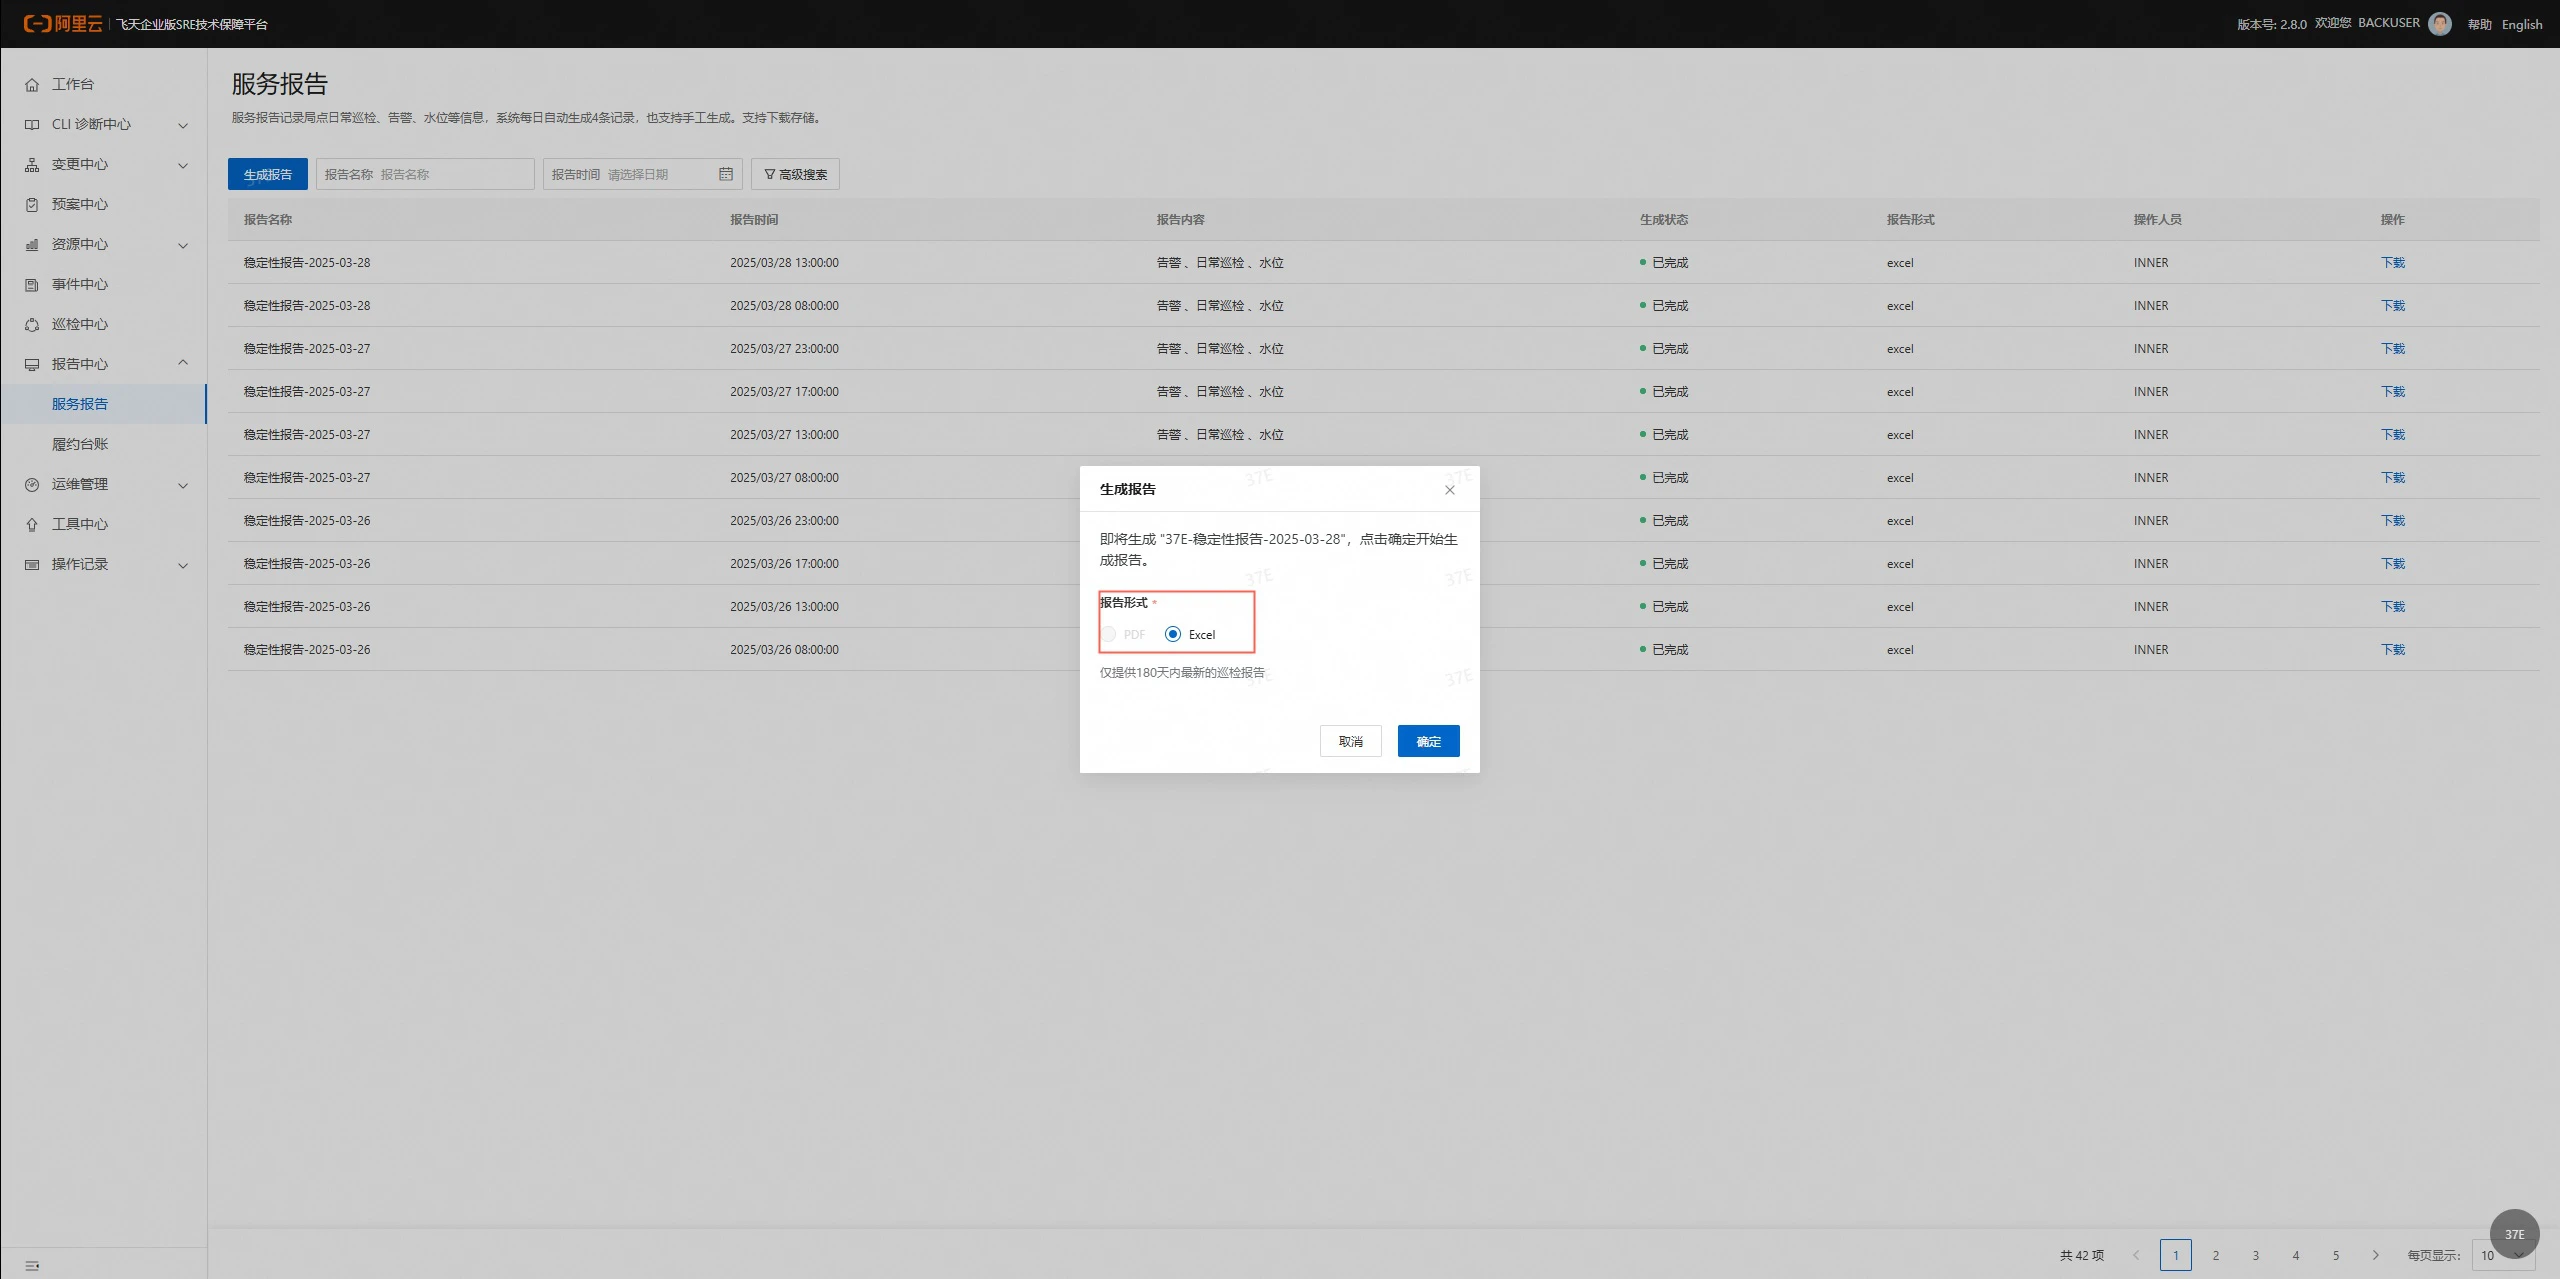 阿里云 飞天企业版SRE技术保障平台
版本号: 2.8.0 欢迎您 BACKUSER 帮助 English
工作台
CLI 诊断中心
变更中心
预案中心
资源中心
事件中心
巡检中心
报告中心
服务报告
履约台账
运维管理
工具中心
操作记录
服务报告
服务报告记录局点日常巡检、告警、水位等信息，系统每日自动生成4条记录，也支持手工生成。支持下载存储。
生成报告 报告名称 报告名称 报告时间 请选择日期 高级搜索
报告名称 报告时间 报告内容 生成状态 报告形式 操作人员 操作
稳定性报告-2025-03-28 2025/03/28 13:00:00 告警 、日常巡检 、水位 已完成 excel INNER 下载
稳定性报告-2025-03-28 2025/03/28 08:00:00 告警 、日常巡检 、水位 已完成 excel INNER 下载
稳定性报告-2025-03-27 2025/03/27 23:00:00 告警 、日常巡检 、水位 已完成 excel INNER 下载
稳定性报告-2025-03-27 2025/03/27 17:00:00 告警 、日常巡检 、水位 已完成 excel INNER 下载
稳定性报告-2025-03-27 2025/03/27 13:00:00 告警 、日常巡检 、水位 已完成 excel INNER 下载
稳定性报告-2025-03-27 2025/03/27 08:00:00 已完成 excel INNER 下载
稳定性报告-2025-03-26 2025/03/26 23:00:00 已完成 excel INNER 下载
稳定性报告-2025-03-26 2025/03/26 17:00:00 已完成 excel INNER 下载
稳定性报告-2025-03-26 2025/03/26 13:00:00 已完成 excel INNER 下载
稳定性报告-2025-03-26 2025/03/26 08:00:00 已完成 excel INNER 下载
生成报告
37E 37E
即将生成 "37E-稳定性报告-2025-03-28"，点击确定开始生
成报告。
37E 37E
报告形式 *
PDF Excel
仅提供180天内最新的巡检报告
37E 37E
取消 确定
共 42 项 1 2 3 4 5 每页显示: 10
37E